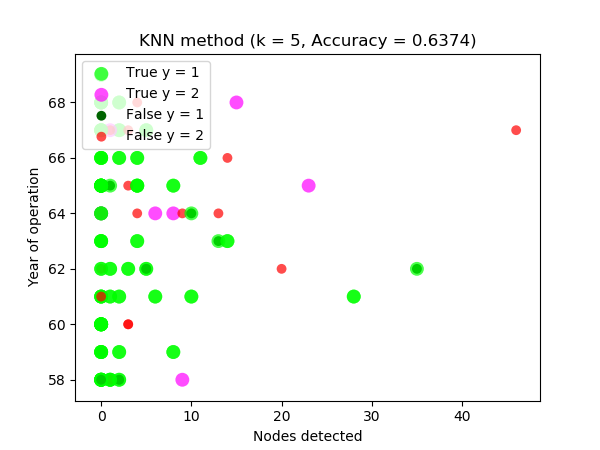 KNN method (k = 5, Accuracy = 0.6374)
True y = 1
True y = 2
False y = 1
False y = 2
68
66
64
62
60
58
Year of operation
0 10 20 30 40
Nodes detected